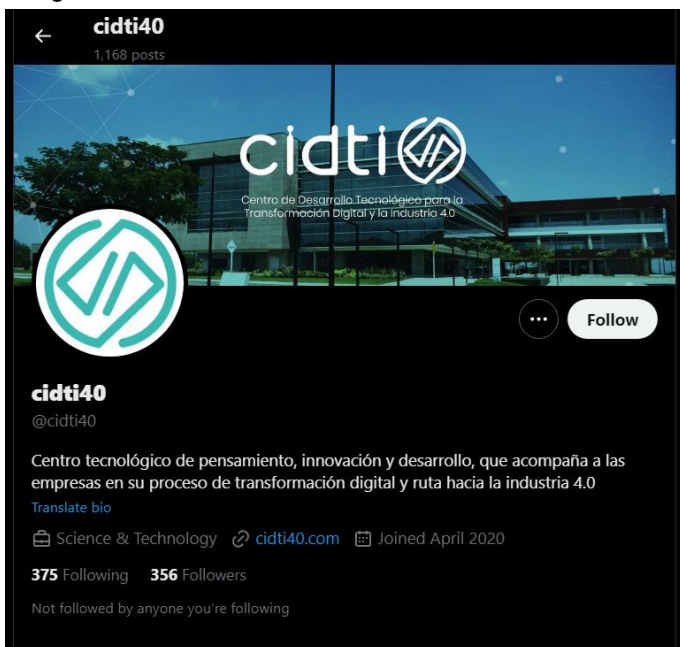 cidti40
1,168 posts
cidti
Centro de Desarrollo Tecnológico para la
Transformación Digital y la Industria 4.0
Follow
cidti40
@cidti40
Centro tecnológico de pensamiento, innovación y desarrollo, que acompaña a las
empresas en su proceso de transformación digital y ruta hacia la industria 4.0
Translate bio
Science & Technology cidti40.com Joined April 2020
375 Following 356 Followers
Not followed by anyone you're following